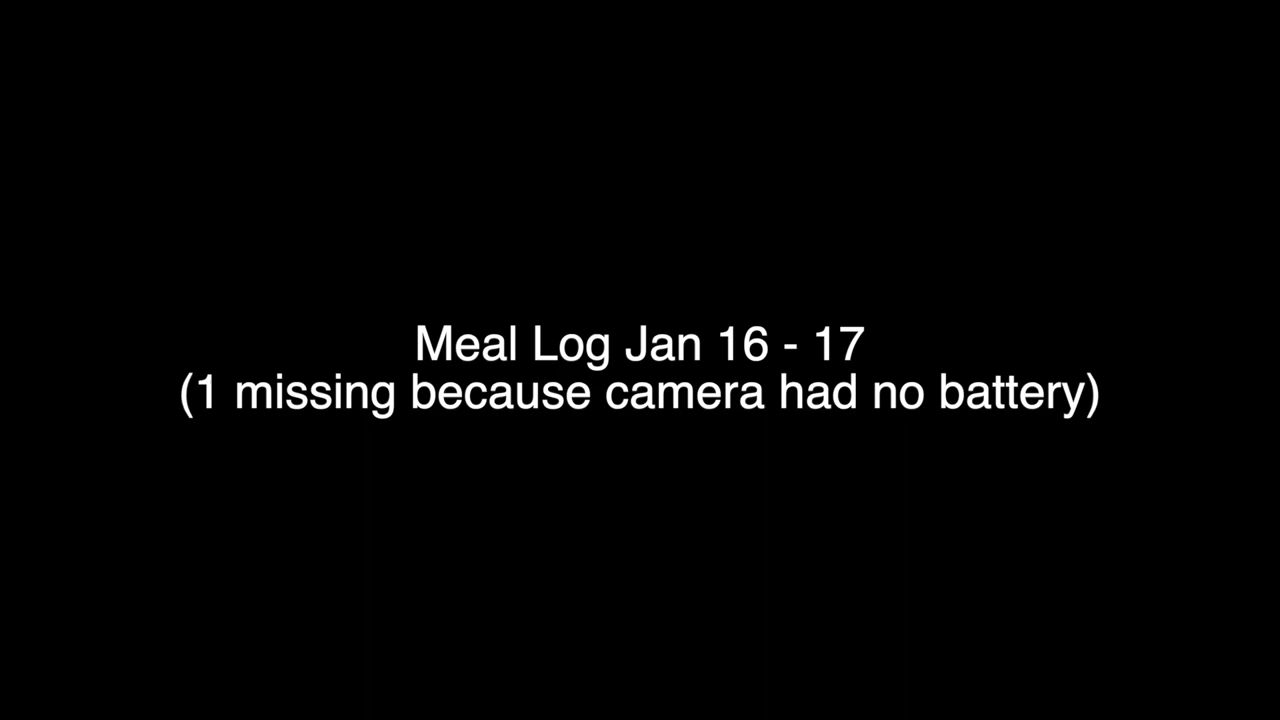 Meal Log Jan 16 - 17
(1 missing because camera had no battery)